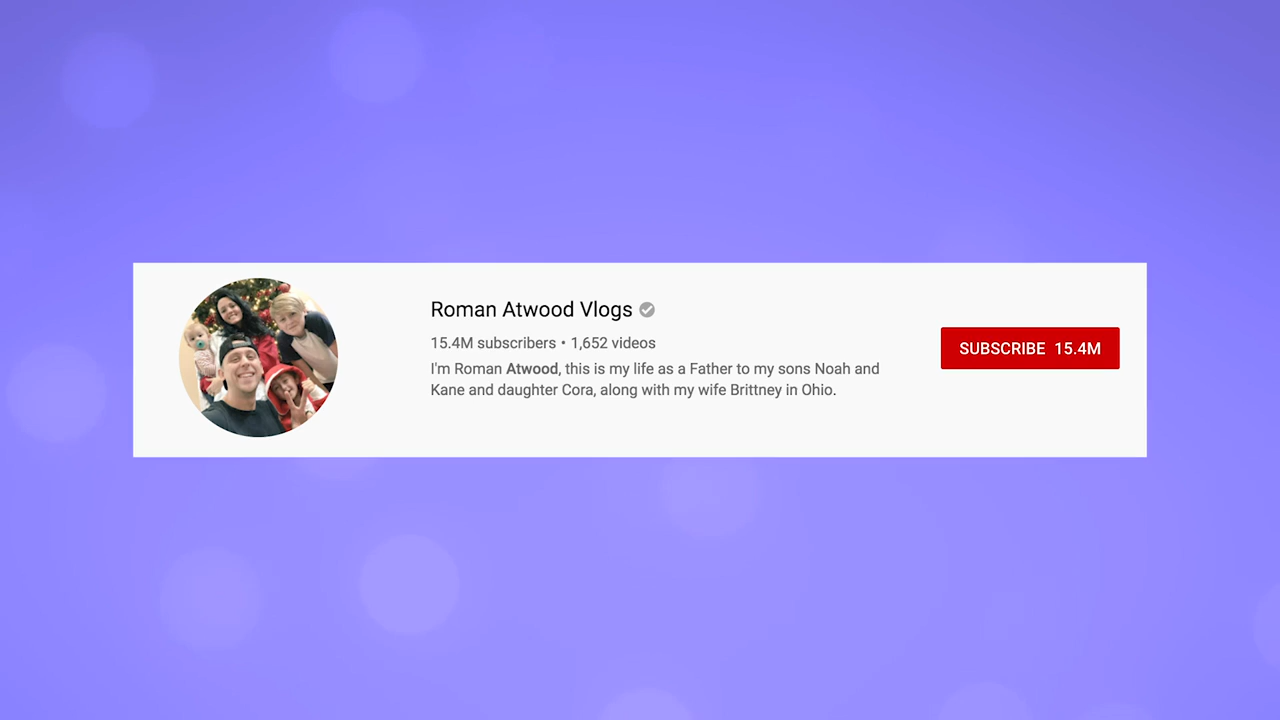 Roman Atwood Vlogs
15.4M subscribers • 1,652 videos
I'm Roman Atwood, this is my life as a Father to my sons Noah and
Kane and daughter Cora, along with my wife Brittney in Ohio.
SUBSCRIBE 15.4M